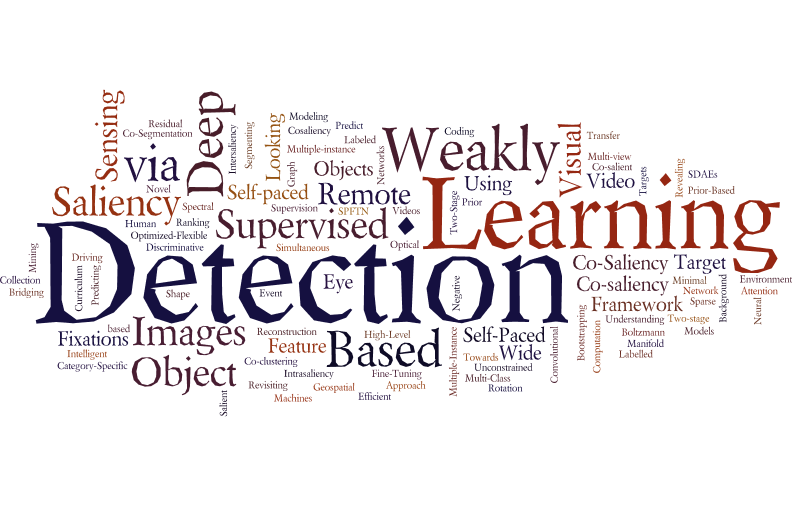 Sensing
Residual
Co-Segmentation
via
Novel
Deep
Intersaliency
Segmenting
Looking
Modeling
Cosaliency
Predict
Labeled
Multiple-instance
Graph
Objects
Networks
Weakly
Coding
Visual
Transfer
Multi-view
Co-salient
Video
Targets
Revealing
SDAEs
Prior-Based
Saliency
Spectral
Self-paced
Remote
Using
Human
Ranking
Supervision
SPFTN
Videos
Two-Stage
Prior
Learning
Optimized-Flexible
Discriminative
Supervised
Simultaneous
Optical
Mining
Collection
Bridging
Driving
Curriculum
Predicting
Detection
Shape
Event
Eye
Negative
Co-Saliency
Target
Co-saliency
Minimal
Network
Background
Environment
Attention
Neural
Framework
Sparse
Fixations
based
Images
Reconstruction
Feature
High-Level
Based
Self-Paced
Wide
Convolutional
Bootstrapping
Computation
Understanding
Two-stage
Boltzmann
Models
Manifold
Labelled
Intelligent
Category-Specific
Object
Co-clustering
Intrasaliency
Fine-Tuning
Multiple-Instance
Towards
Unconstrained
Multi-Class
Rotation
Salient
Revisiting
Machines
Geospatial
Approach
Efficient